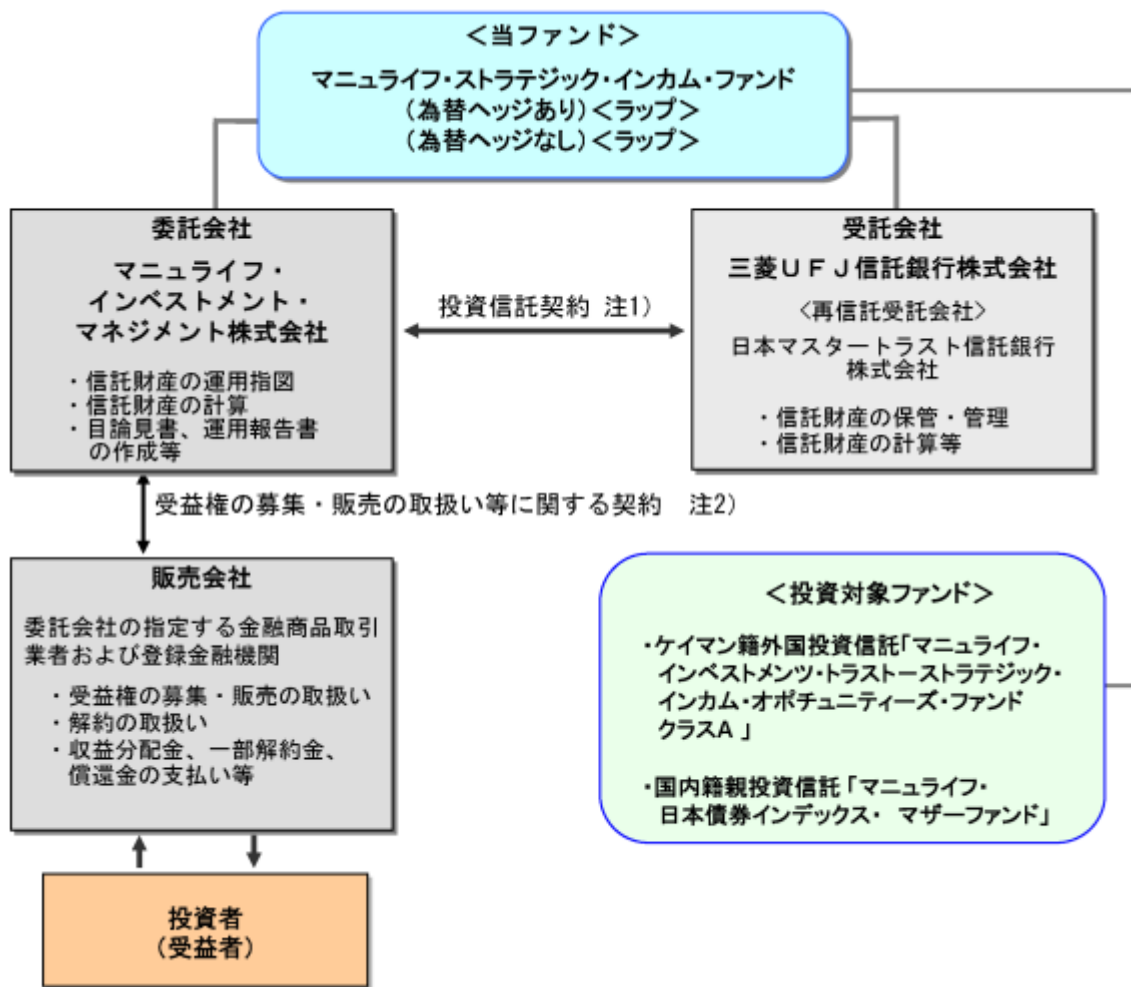 ＜当ファンド＞
マニュライフ・ストラテジック・インカム・ファンド
（為替ヘッジあり）＜ラップ＞
（為替ヘッジなし）＜ラップ＞
委託会社
マニュライフ・
インベストメント・
マネジメント株式会社
・信託財産の運用指図
・信託財産の計算
・目論見書、運用報告書
の作成等
投資信託契約 注1）
受託会社
三菱ＵＦＪ信託銀行株式会社
＜再信託受託会社＞
日本マスタートラスト信託銀行
株式会社
・信託財産の保管・管理
・信託財産の計算等
受益権の募集・販売の取扱い等に関する契約　注2）
販売会社
委託会社の指定する金融商品取引
業者および登録金融機関
・受益権の募集・販売の取扱い
・解約の取扱い
・収益分配金、一部解約金、
償還金の支払い等
＜投資対象ファンド＞
・ケイマン籍外国投資信託「マニュライフ・
インベストメンツ・トラストーストラテジック・
インカム・オポチュニティーズ・ファンド
クラスA 」
・国内籍親投資信託 「マニュライフ・
日本債券インデックス・ マザーファンド」
投資者
（受益者）